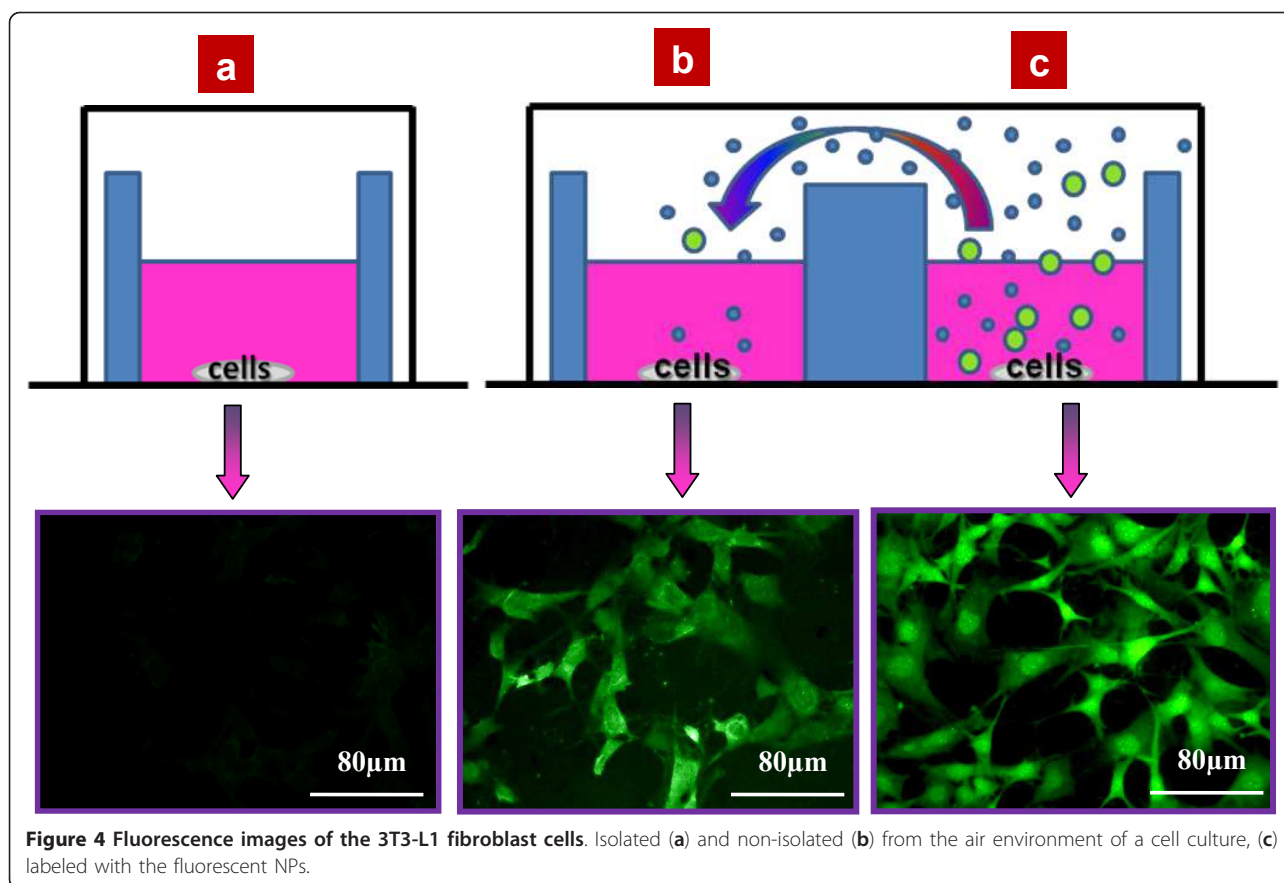 a
b
c
cells
cells
cells
80µm
80µm
80µm
Figure 4 Fluorescence images of the 3T3-L1 fibroblast cells. Isolated (a) and non-isolated (b) from the air environment of a cell culture, (c)
labeled with the fluorescent NPs.